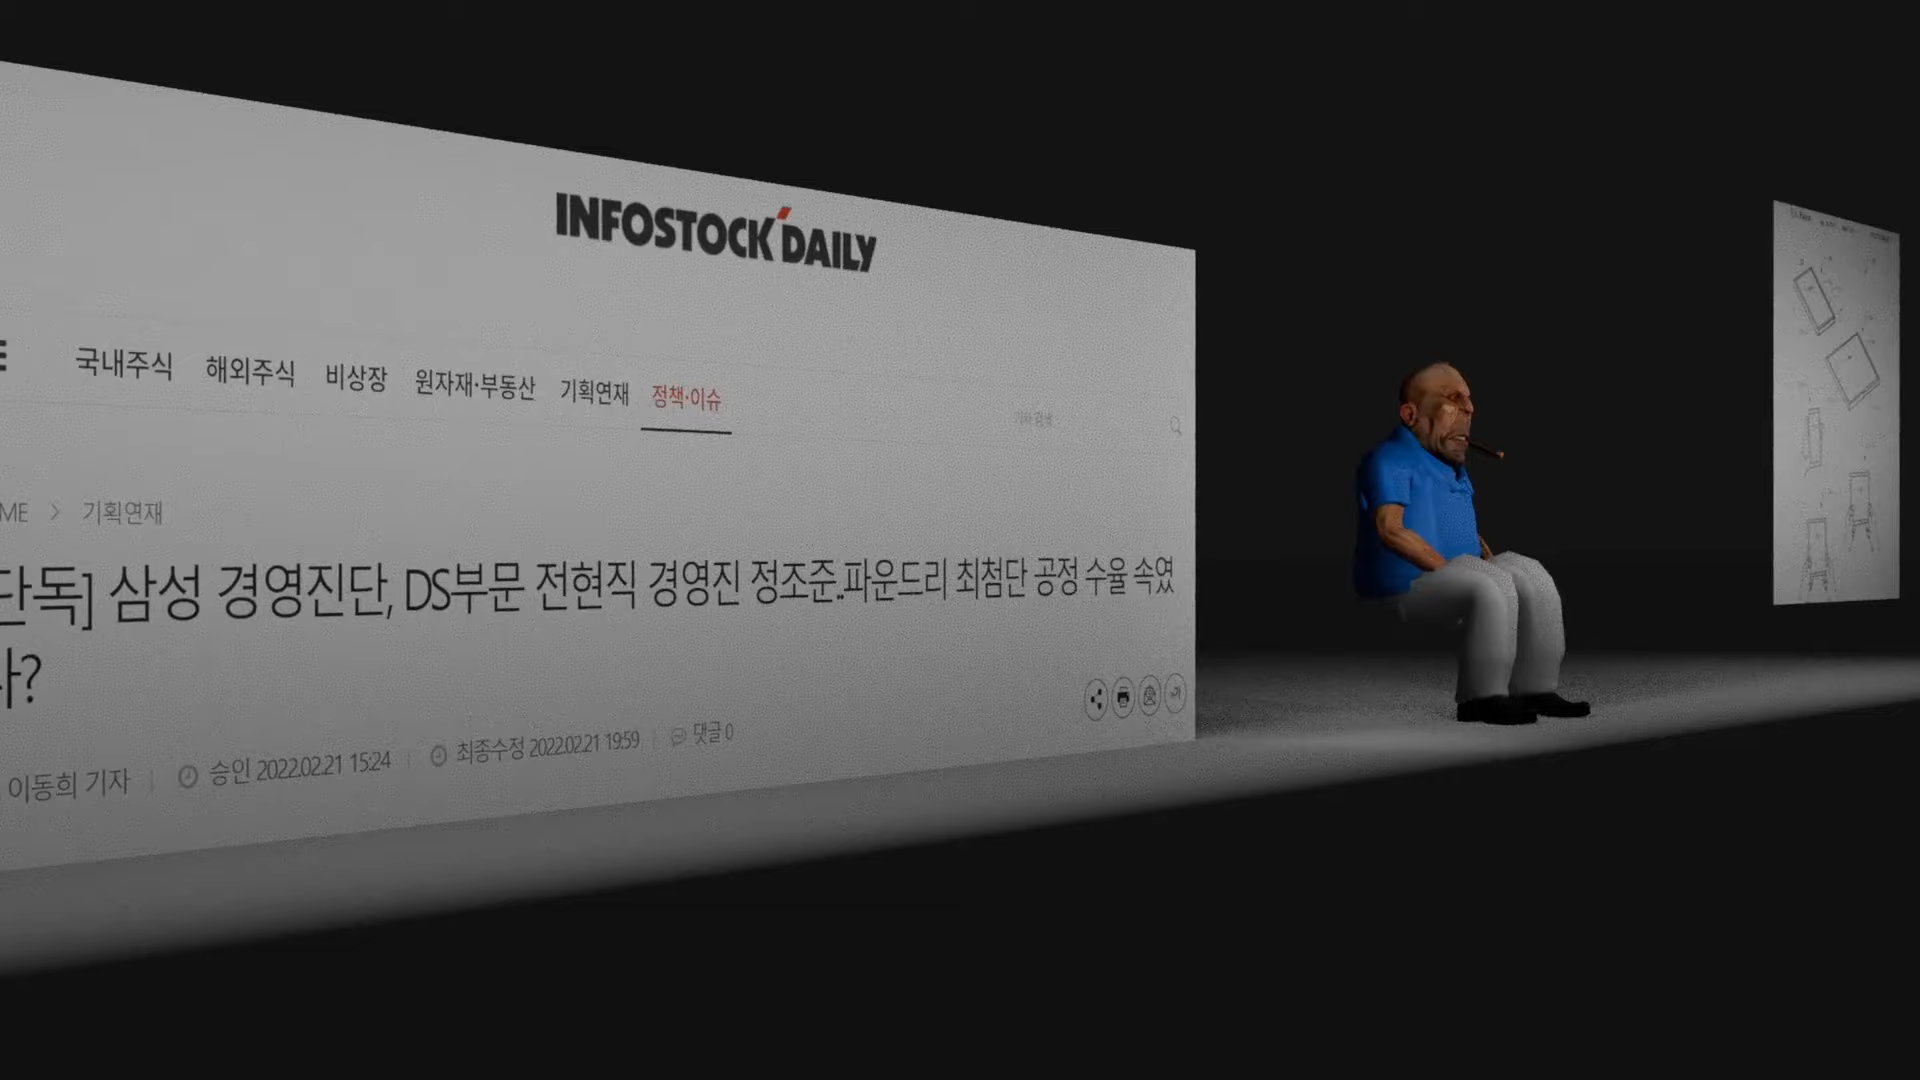 INFOSTOCK DAILY
국내주식 해외주식 비상장 원자재·부동산 기획연재 정책·이슈
기사 검색
ME > 기획연재
단독] 삼성 경영진단, DS부문 전현직 경영진 정조준..파운드리 최첨단 공정 수율 속였
나?
이동희 기자 | 승인 2022.02.21 15:24 | 최종수정 2022.02.21 19:59 | 댓글 0